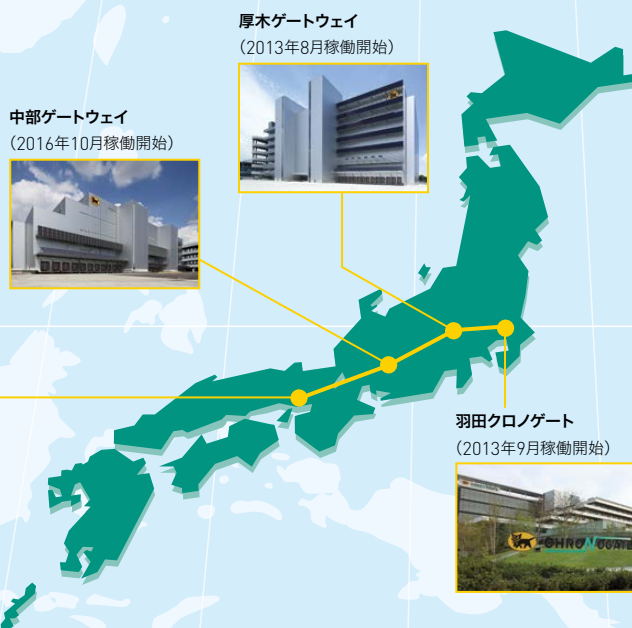 厚木ゲートウェイ
（2013年8月稼働開始）
中部ゲートウェイ
（2016年10月稼働開始）
羽田クロノゲート
（2013年9月稼働開始）
CHRONOGATE